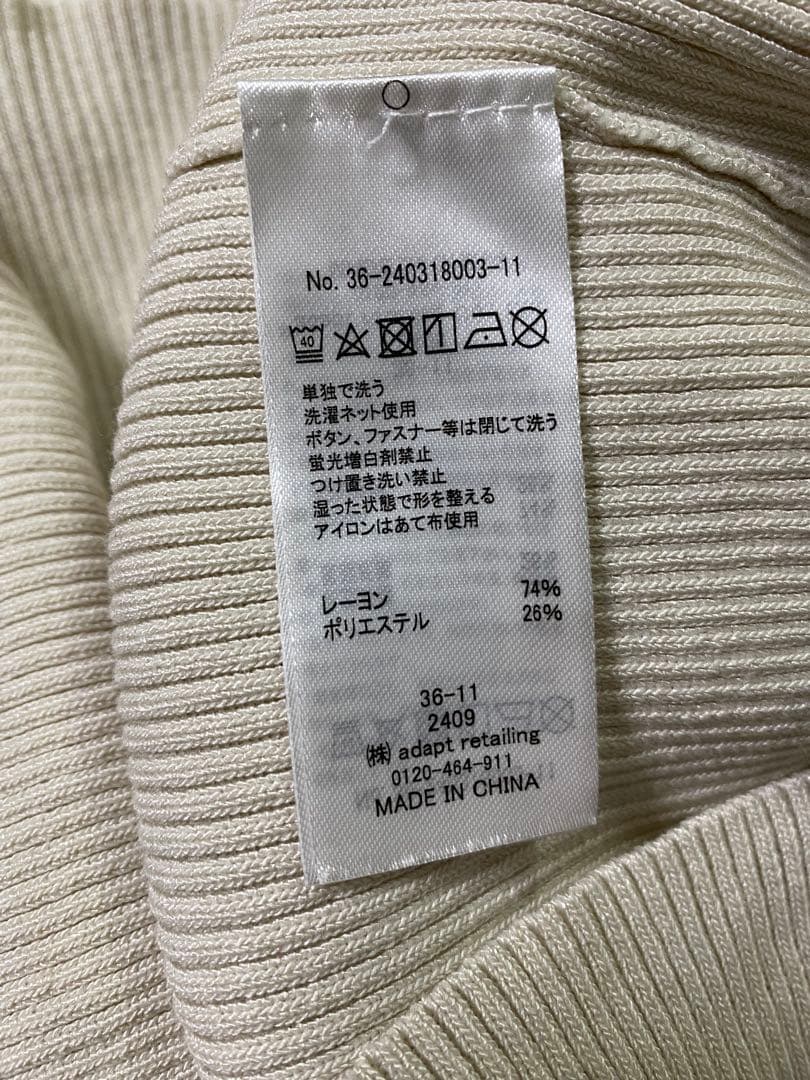 No. 36-240318003-11
40
単独で洗う
洗濯ネット使用
ボタン、ファスナー等は閉じて洗う
蛍光増白剤禁止
つけ置き洗い禁止
湿った状態で形を整える
アイロンはあて布使用
レーヨン 74%
ポリエステル 26%
36-11
2409
㈱ adapt retailing
0120-464-911
MADE IN CHINA